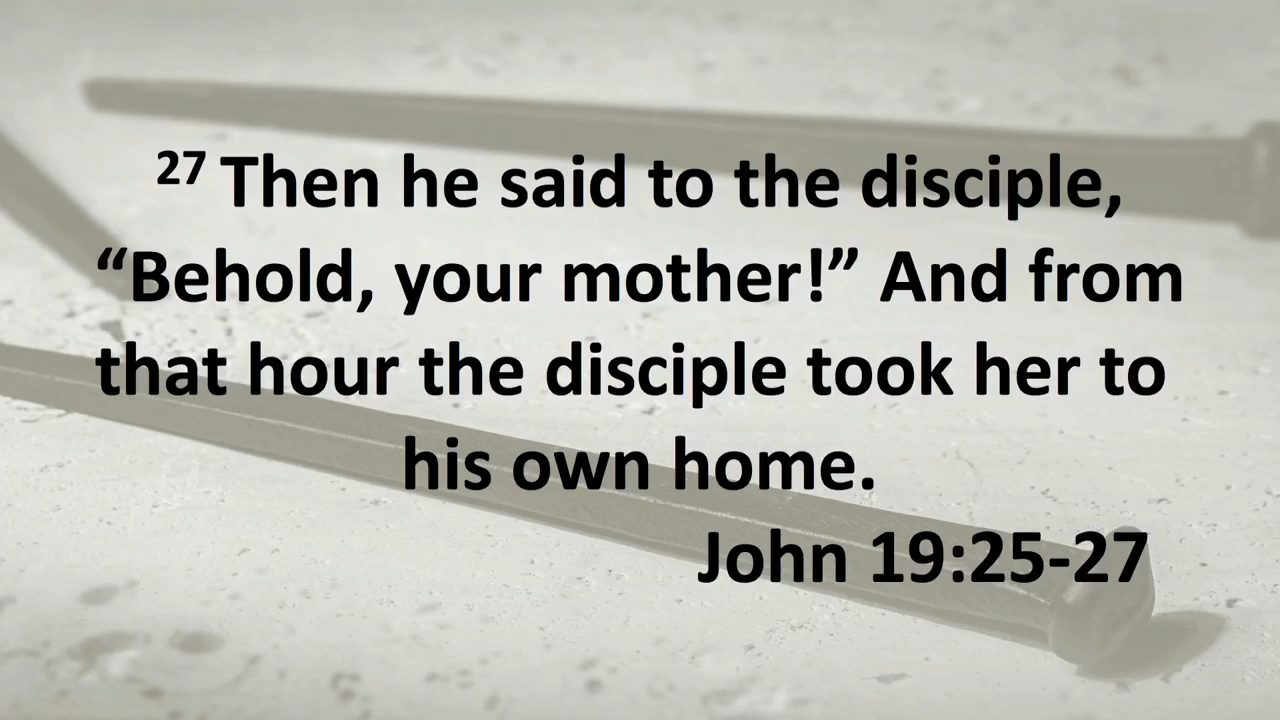 27 Then he said to the disciple,
“Behold, your mother!” And from
that hour the disciple took her to
his own home.
John 19:25-27